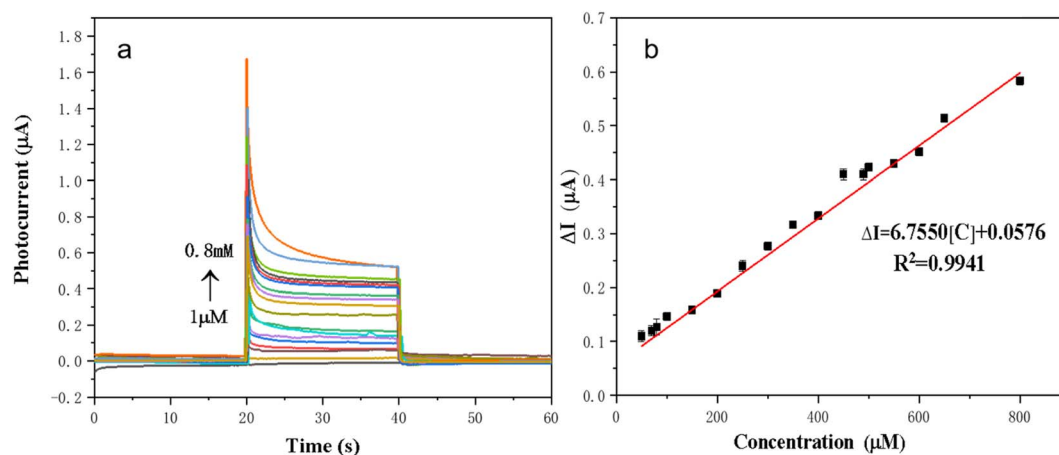 a
1.8
1.6
1.4
1.2
1.0
0.8
0.6
0.4
0.2
0.0
-0.2
Photocurrent (μA)
0.8mM
1μM
0 10 20 30 40 50 60
Time (s)
b
0.7
0.6
0.5
0.4
0.3
0.2
0.1
0.0
ΔI (μA)
ΔI=6.7550[C]+0.0576
R²=0.9941
200 400 600 800
Concentration (μM)